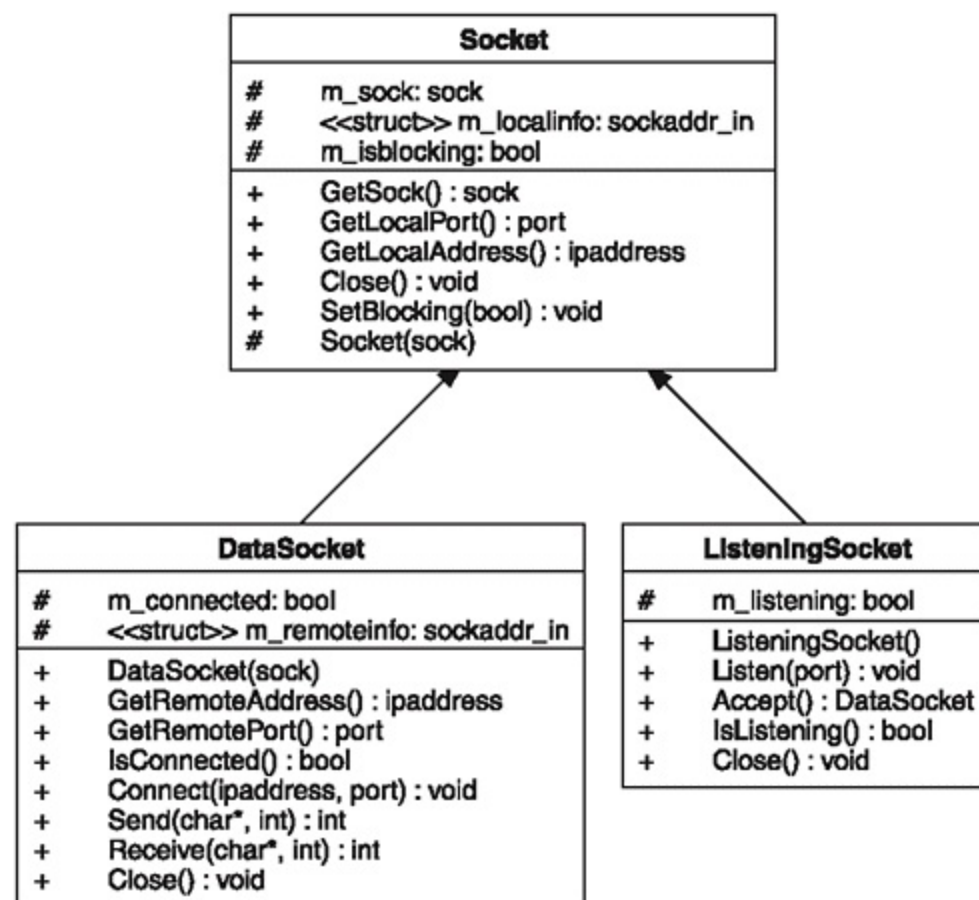 Socket
# m_sock: sock
# <<struct>> m_localinfo: sockaddr_in
# m_isblocking: bool
+ GetSock() : sock
+ GetLocalPort() : port
+ GetLocalAddress() : ipaddress
+ Close() : void
+ SetBlocking(bool) : void
# Socket(sock)
DataSocket
# m_connected: bool
# <<struct>> m_remoteinfo: sockaddr_in
+ DataSocket(sock)
+ GetRemoteAddress() : ipaddress
+ GetRemotePort() : port
+ IsConnected() : bool
+ Connect(ipaddress, port) : void
+ Send(char*, int) : int
+ Receive(char*, int) : int
+ Close() : void
ListeningSocket
# m_listening: bool
+ ListeningSocket()
+ Listen(port) : void
+ Accept() : DataSocket
+ IsListening() : bool
+ Close() : void